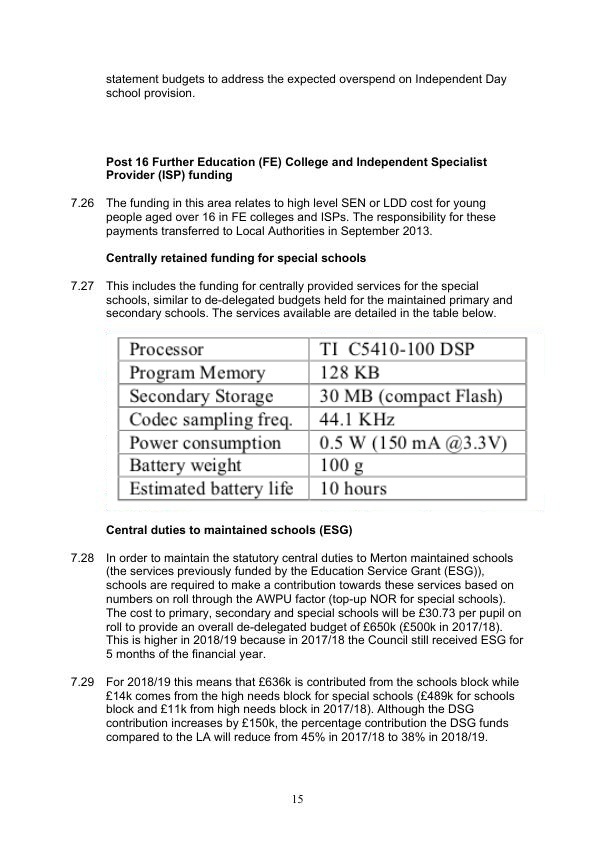 statement budgets to address the expected overspend on Independent Day
school provision.
Post 16 Further Education (FE) College and Independent Specialist
Provider (ISP) funding
7.26 The funding in this area relates to high level SEN or LDD cost for young
people aged over 16 in FE colleges and ISPs. The responsibility for these
payments transferred to Local Authorities in September 2013.
Centrally retained funding for special schools
7.27 This includes the funding for centrally provided services for the special
schools, similar to de-delegated budgets held for the maintained primary and
secondary schools. The services available are detailed in the table below.
Processor TI C5410-100 DSP
Program Memory 128 KB
Secondary Storage 30 MB (compact Flash)
Codec sampling freq. 44.1 KHz
Power consumption 0.5 W (150 mA @3.3V)
Battery weight 100 g
Estimated battery life 10 hours
Central duties to maintained schools (ESG)
7.28 In order to maintain the statutory central duties to Merton maintained schools
(the services previously funded by the Education Service Grant (ESG)),
schools are required to make a contribution towards these services based on
numbers on roll through the AWPU factor (top-up NOR for special schools).
The cost to primary, secondary and special schools will be £30.73 per pupil on
roll to provide an overall de-delegated budget of £650k (£500k in 2017/18).
This is higher in 2018/19 because in 2017/18 the Council still received ESG for
5 months of the financial year.
7.29 For 2018/19 this means that £636k is contributed from the schools block while
£14k comes from the high needs block for special schools (£489k for schools
block and £11k from high needs block in 2017/18). Although the DSG
contribution increases by £150k, the percentage contribution the DSG funds
compared to the LA will reduce from 45% in 2017/18 to 38% in 2018/19.
15